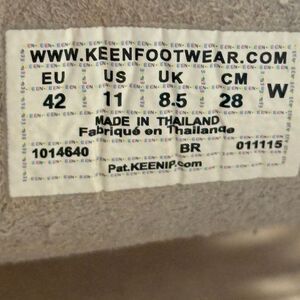 WWW.KEENFOOTWEAR.COM
EU US UK CM W
42 11 8.5 28
MADE IN THAILAND
Fabriqué en Thaïlande
1014640 BR 011115
Pat.KEENIP.com